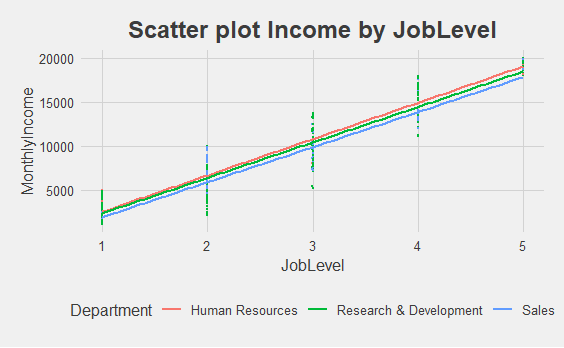 Scatter plot Income by JobLevel
20000
15000
10000
5000
MonthlyIncome
1 2 3 4 5
JobLevel
Department Human Resources Research & Development Sales